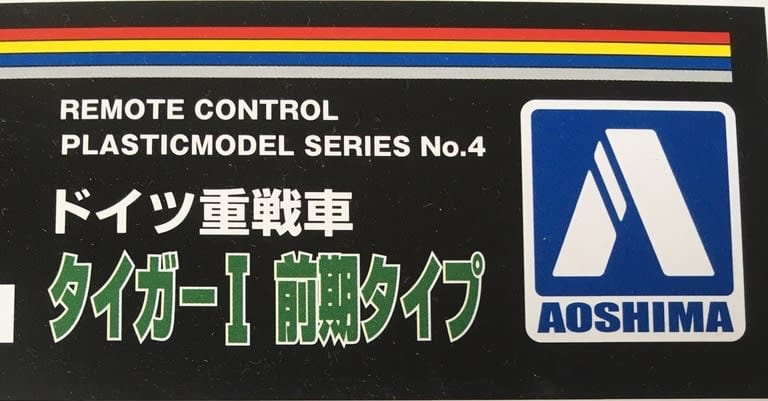 REMOTE CONTROL
PLASTICMODEL SERIES No.4
ドイツ重戦車
タイガーⅠ 前期タイプ
AOSHIMA